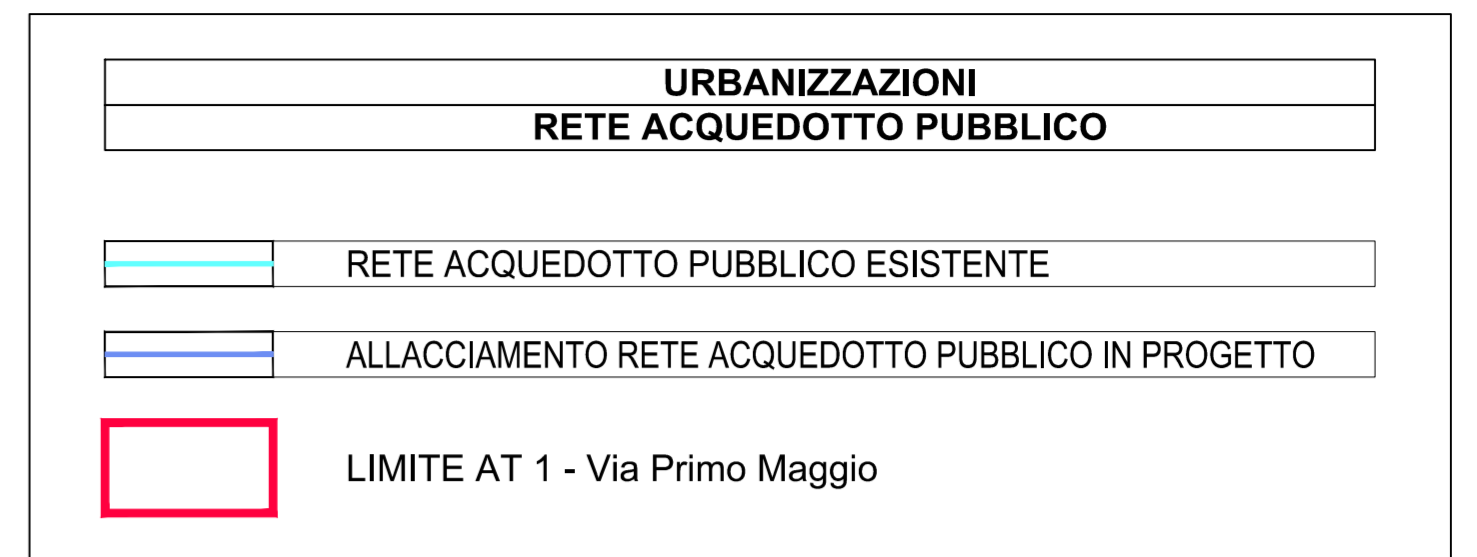 URBANIZZAZIONI
RETE ACQUEDOTTO PUBBLICO
RETE ACQUEDOTTO PUBBLICO ESISTENTE
ALLACCIAMENTO RETE ACQUEDOTTO PUBBLICO IN PROGETTO
LIMITE AT 1 - Via Primo Maggio